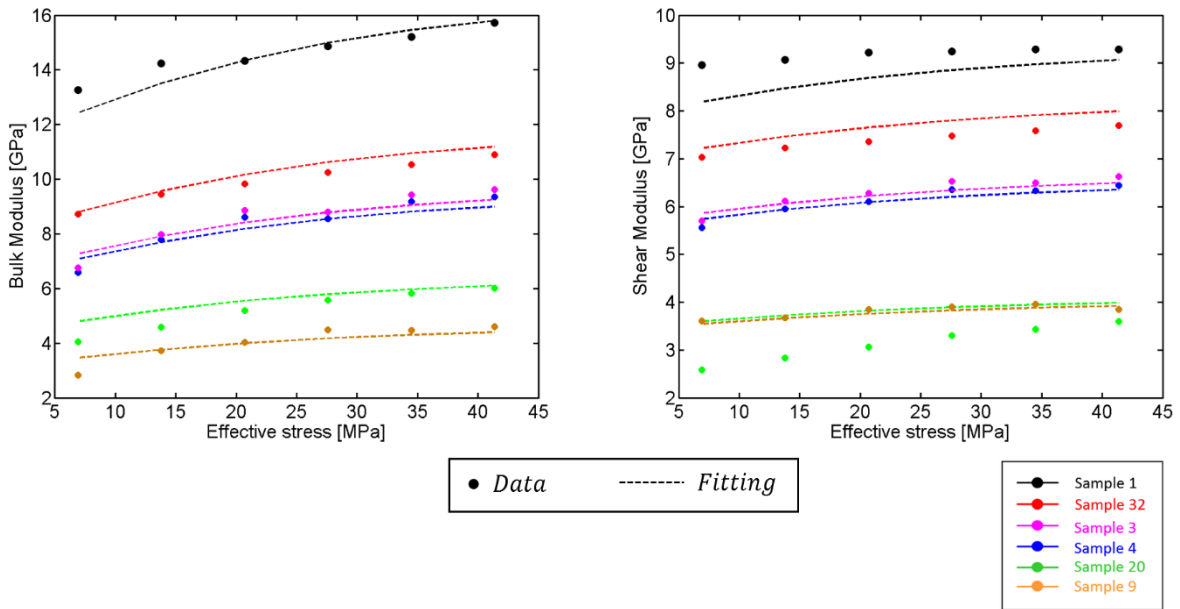 Bulk Modulus [GPa]
16
14
12
10
8
6
4
2
5 10 15 20 25 30 35 40 45
Effective stress [MPa]
Shear Modulus [GPa]
10
9
8
7
6
5
4
3
2
5 10 15 20 25 30 35 40 45
Effective stress [MPa]
Data Fitting
Sample 1
Sample 32
Sample 3
Sample 4
Sample 20
Sample 9